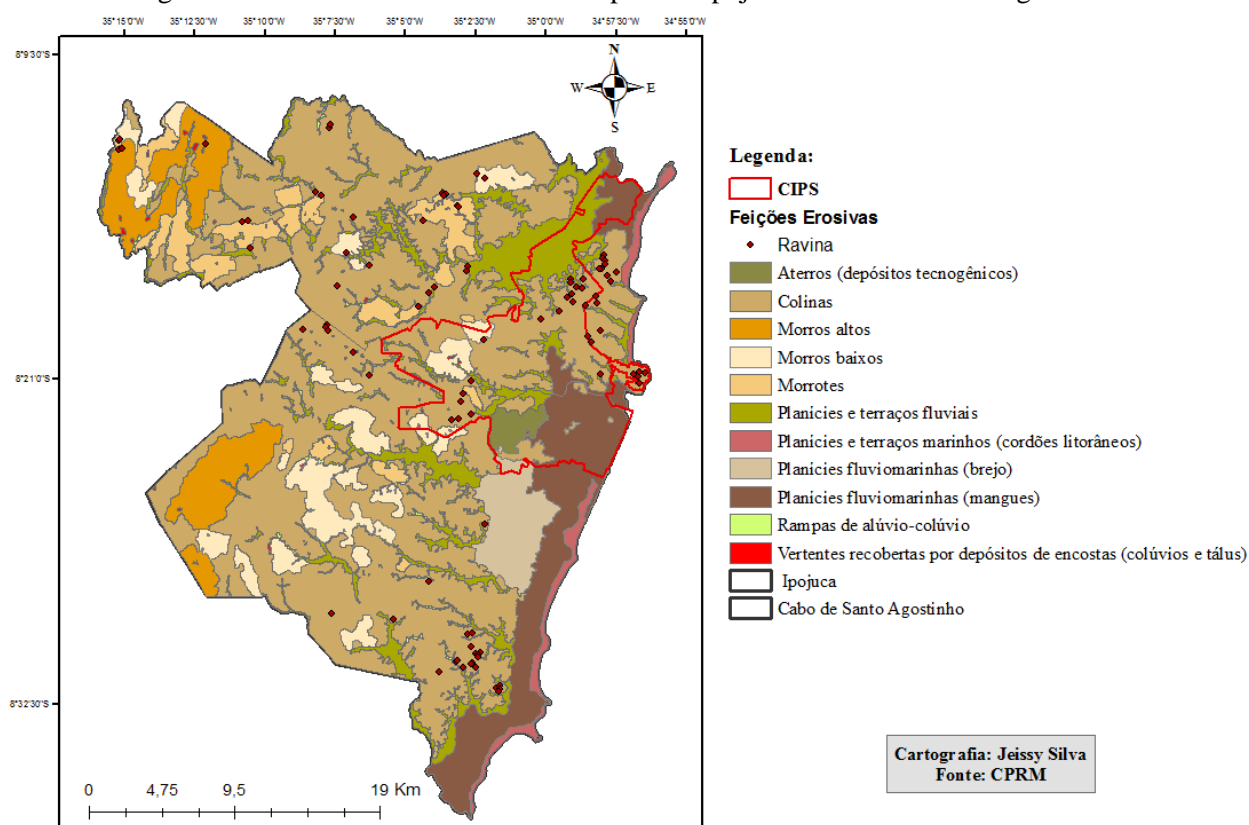 35°15'0"W 35°12'30"W 35°10'0"W 35°7'30"W 35°5'0"W 35°2'30"W 35°0'0"W 34°57'30"W 34°55'0"W
8°9'30"S
N
W E
S
Legenda:
CIPS
Feições Erosivas
Ravina
Aterros (depósitos tecnogênicos)
Colinas
Morros altos
Morros baixos
Morrotes
Planicies e terraços fluviais
Planicies e terraços marinhos (cordões litorâneos)
Planicies fluviomarinhas (brejo)
Planicies fluviomarinhas (mangues)
Rampas de alúvio-colúvio
Vertentes recobertas por depósitos de encostas (colúvios e tálus)
Ipojuca
Cabo de Santo Agostinho
8°21'0"S
8°32'30"S
Cartografia: Jeissy Silva
Fonte: CPRM
0 4,75 9,5 19 Km